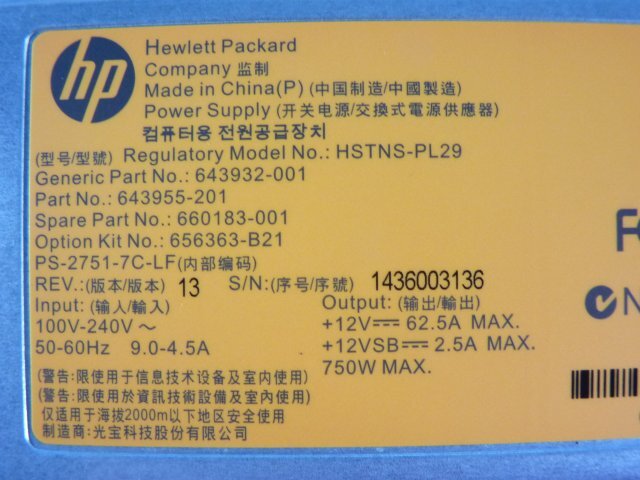 hp
Hewlett Packard
Company 监制
Made in China(P) (中国制造/中國製造)
Power Supply (开关电源/交換式電源供應器)
컴퓨터용 전원공급장치
(型号/型號) Regulatory Model No.: HSTNS-PL29
Generic Part No.: 643932-001
Part No.: 643955-201
Spare Part No.: 660183-001
Option Kit No.: 656363-B21
PS-2751-7C-LF(内部编码)
REV.:(版本/版本) 13 S/N:(序号/序號) 1436003136
Input: (输人/輸入)
100V-240V ～
50-60Hz 9.0-4.5A
Output: (输出/輸出)
+12V⎓ 62.5A MAX.
+12VSB⎓ 2.5A MAX.
750W MAX.
(警告:限使用于信息技术设备及室内使用)
(警告:限使用於資訊技術設備及室內使用)
仅适用于海拔2000m以下地区安全使用
制造商:光宝科技股份有限公司
F
N